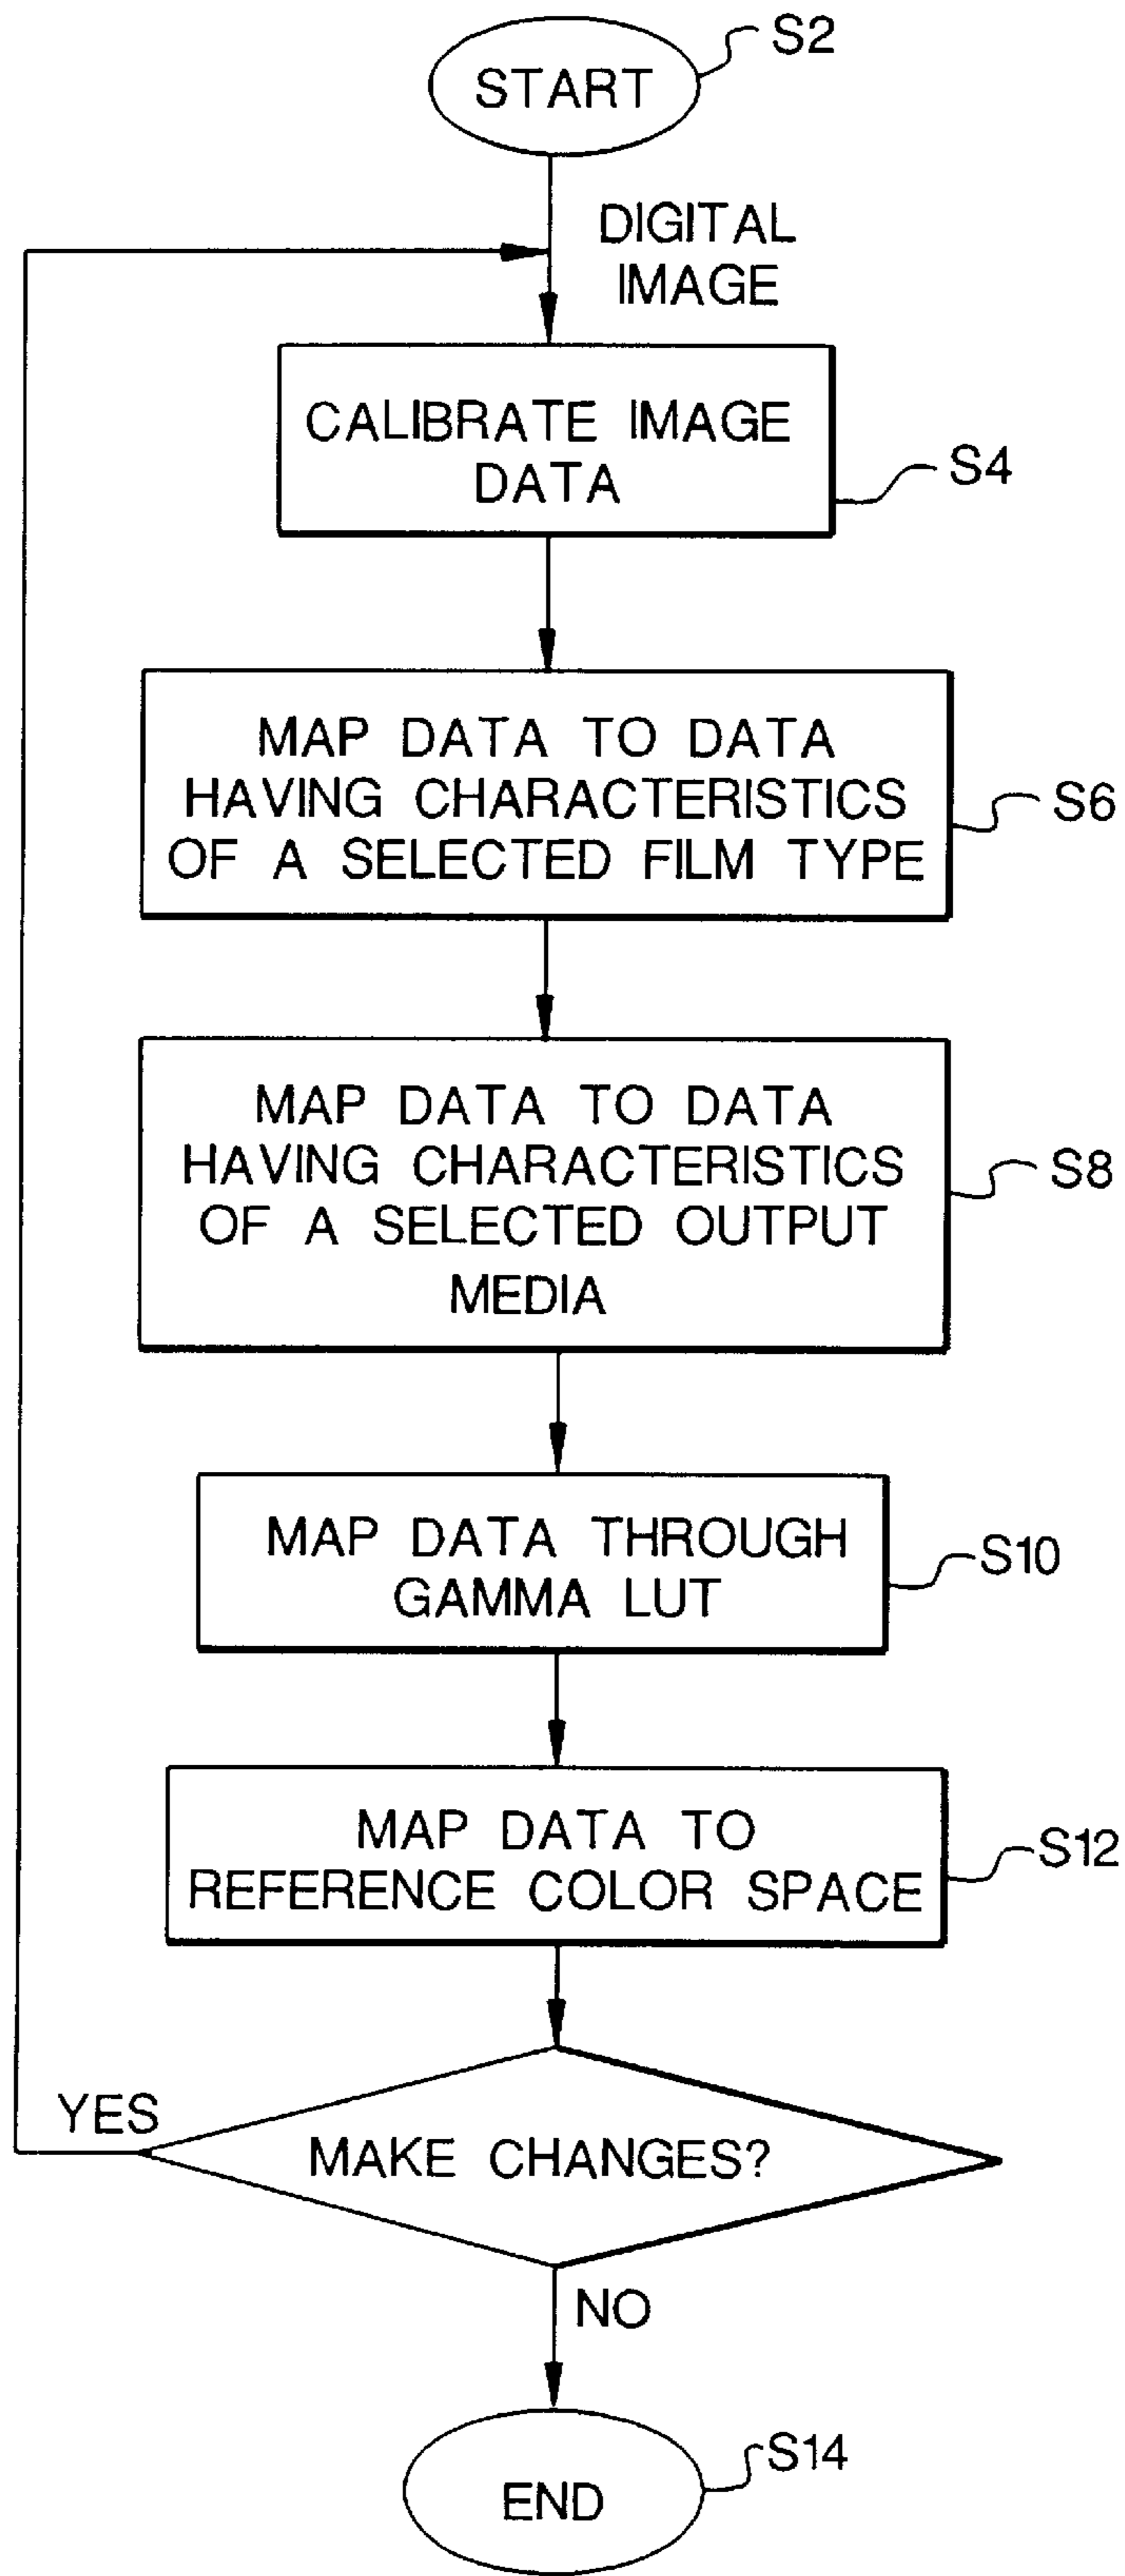 START
S2
DIGITAL
IMAGE
CALIBRATE IMAGE
DATA
S4
MAP DATA TO DATA
HAVING CHARACTERISTICS
OF A SELECTED FILM TYPE
S6
MAP DATA TO DATA
HAVING CHARACTERISTICS
OF A SELECTED OUTPUT
MEDIA
S8
MAP DATA THROUGH
GAMMA LUT
S10
MAP DATA TO
REFERENCE COLOR SPACE
S12
YES
MAKE CHANGES?
NO
END
S14